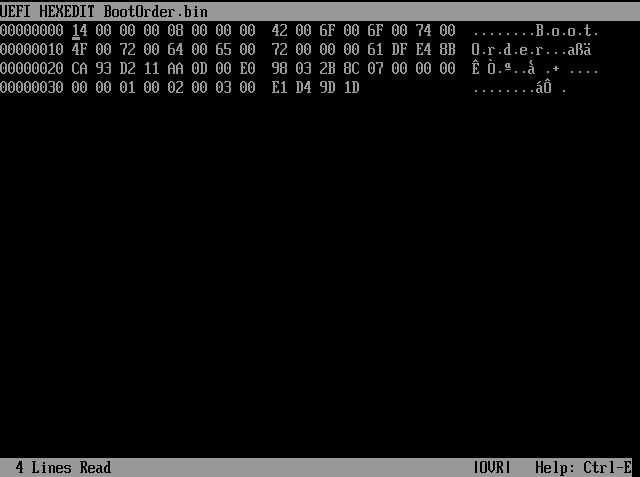 UEFI HEXEDIT BootOrder.bin
00000000 14 00 00 00 08 00 00 00  42 00 6F 00 6F 00 74 00  ........B.o.o.t.
00000010 4F 00 72 00 64 00 65 00  72 00 00 00 61 DF E4 8B  O.r.d.e.r...aßä
00000020 CA 93 D2 11 AA 0D 00 E0  98 03 2B 8C 07 00 00 00  Ê Ò.ª..à .+ ....
00000030 00 00 01 00 02 00 03 00  E1 D4 9D 1D              ........áÔ .
4 Lines Read |OVR| Help: Ctrl-E